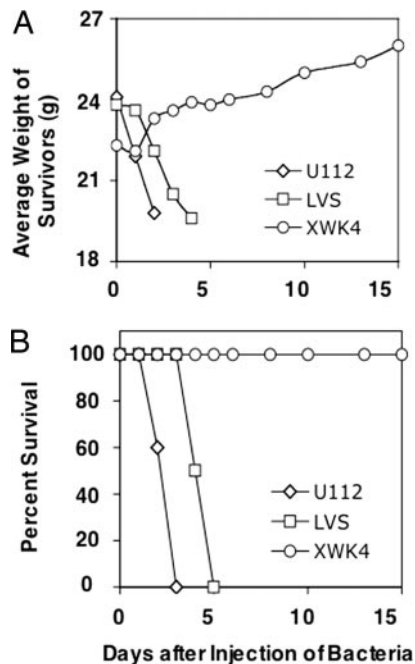 A
27
24
21
18
Average Weight of
Survivors (g)
U112
LVS
XWK4
0
5
10
15
B
100
80
60
40
20
0
Percent Survival
U112
LVS
XWK4
0
5
10
15
Days after Injection of Bacteria